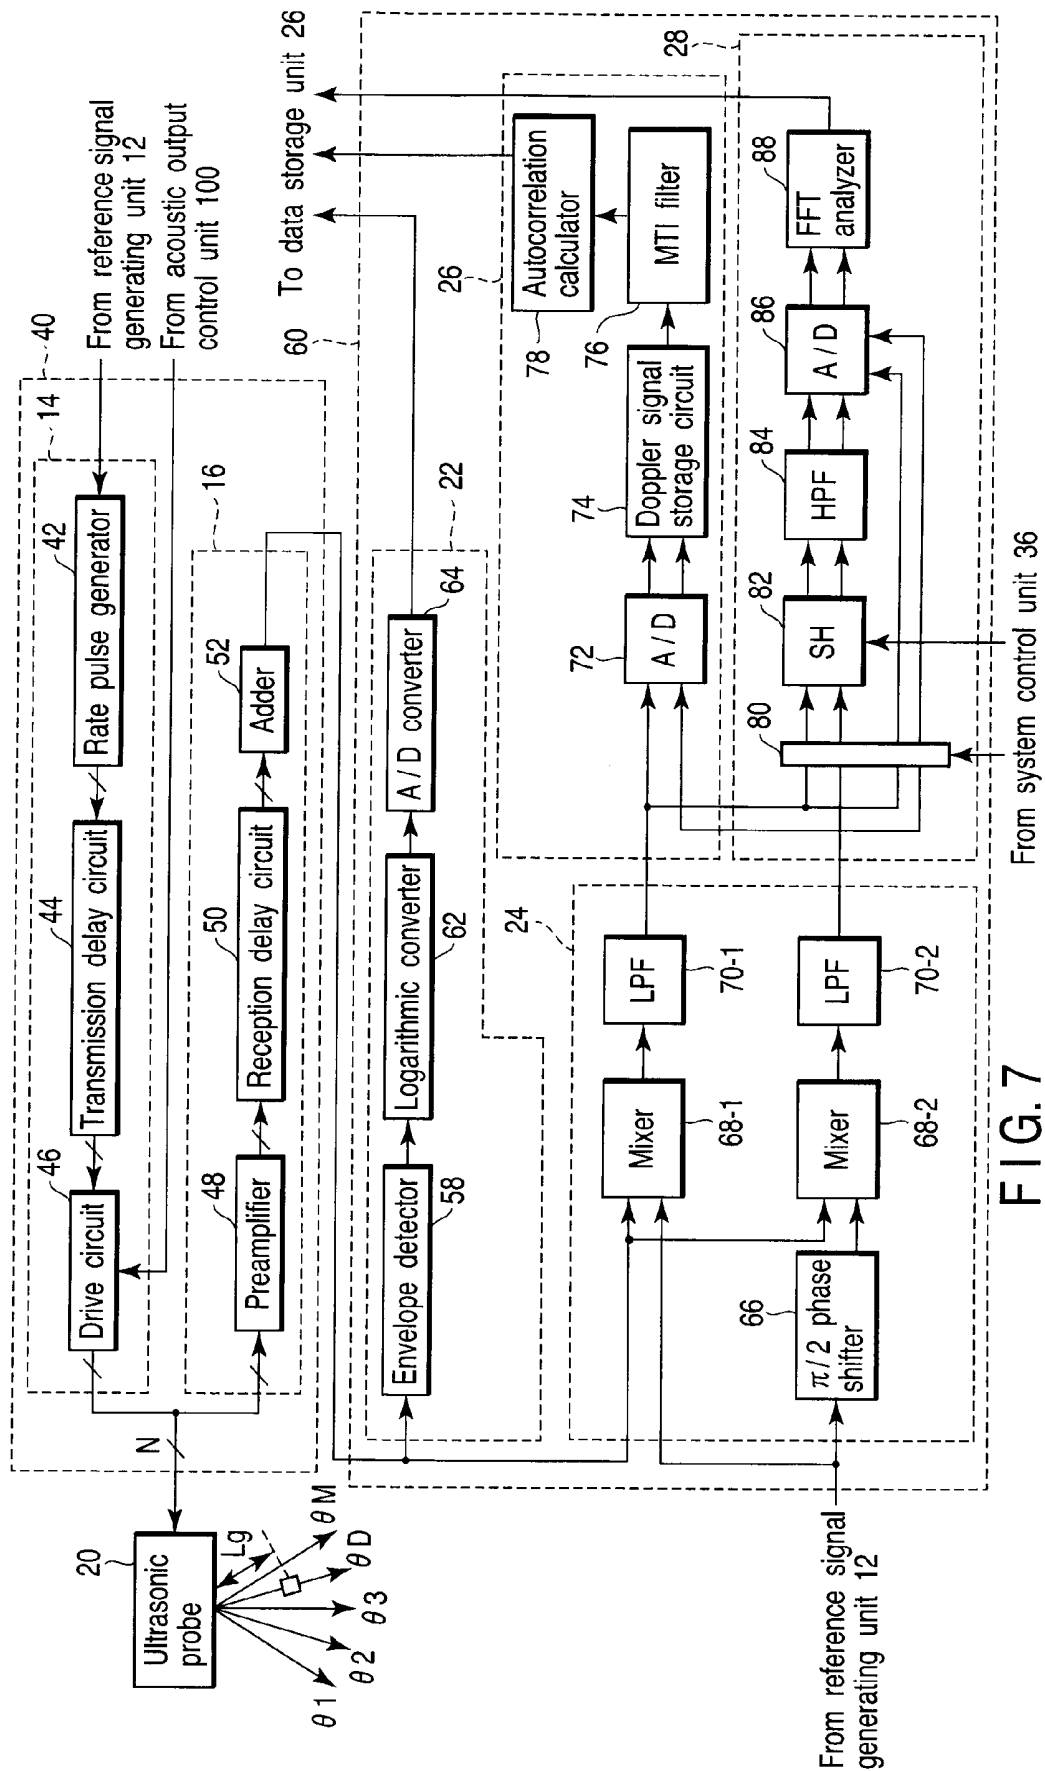 40
14
42
Rate pulse generator
44
Transmission delay circuit
46
Drive circuit
From reference signal
generating unit 12
From acoustic output
control unit 100
16
48
Preamplifier
50
Reception delay circuit
52
Adder
N
20
Ultrasonic
probe
Lg
θ1
θ2
θ3
θD
θM
To data storage unit 26
60
22
Envelope detector
58
Logarithmic converter
62
A/D converter
64
24
Mixer
68-1
LPF
70-1
66
π/2 phase
shifter
Mixer
68-2
LPF
70-2
From reference signal
generating unit 12
26
72
A/D
74
Doppler signal
storage circuit
76
MTI filter
78
Autocorrelation
calculator
28
80
82
SH
84
HPF
86
A/D
88
FFT
analyzer
From system control unit 36
FIG. 7